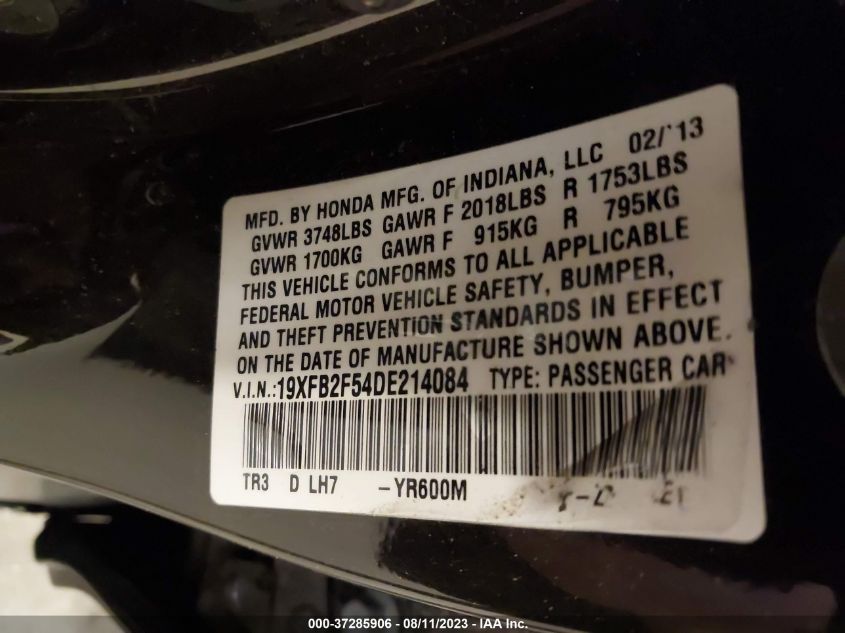 MFD. BY HONDA MFG. OF INDIANA, LLC 02/'13
GVWR 3748LBS GAWR F 2018LBS R 1753LBS
GVWR 1700KG GAWR F 915KG R 795KG
THIS VEHICLE CONFORMS TO ALL APPLICABLE
FEDERAL MOTOR VEHICLE SAFETY, BUMPER,
AND THEFT PREVENTION STANDARDS IN EFFECT
ON THE DATE OF MANUFACTURE SHOWN ABOVE.
V.I.N.:19XFB2F54DE214084 TYPE: PASSENGER CAR
TR3 D LH7 -YR600M
000-37285906 - 08/11/2023 - IAA Inc.